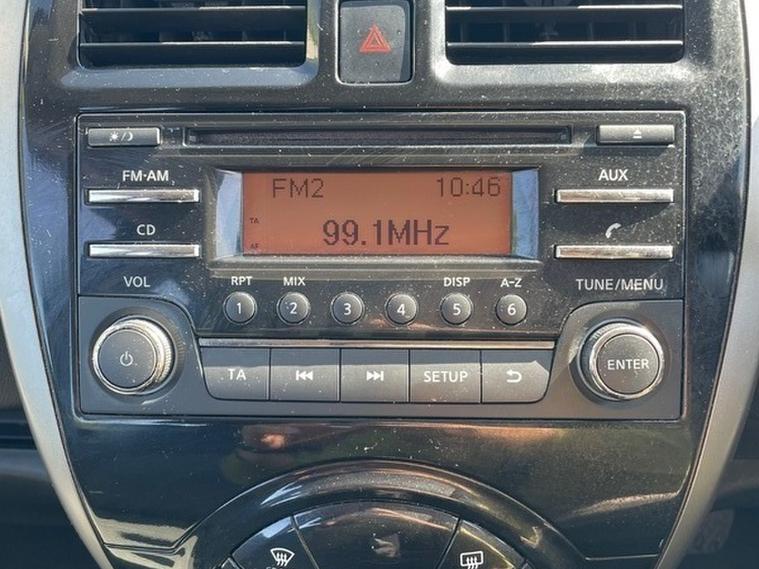 FM·AM
AUX
FM2 10:46
TA
CD
99.1MHz
AF
VOL
RPT MIX DISP A-Z
TUNE/MENU
1 2 3 4 5 6
TA SETUP
ENTER